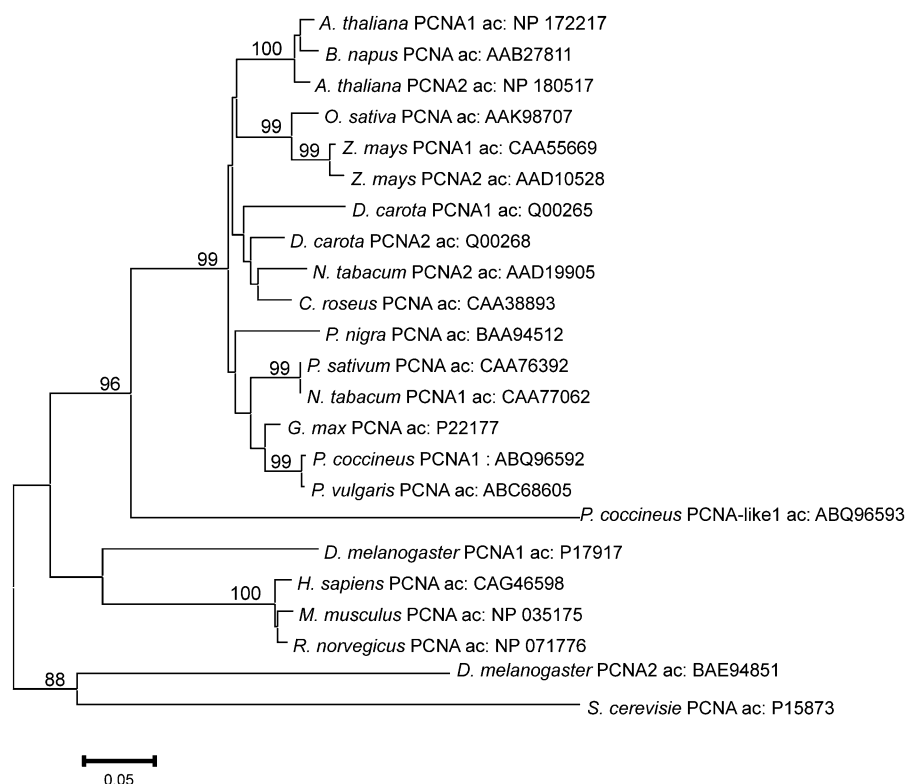 A. thaliana PCNA1 ac: NP 172217
100
B. napus PCNA ac: AAB27811
A. thaliana PCNA2 ac: NP 180517
O. sativa PCNA ac: AAK98707
99
Z. mays PCNA1 ac: CAA55669
99
Z. mays PCNA2 ac: AAD10528
D. carota PCNA1 ac: Q00265
D. carota PCNA2 ac: Q00268
99
N. tabacum PCNA2 ac: AAD19905
C. roseus PCNA ac: CAA38893
P. nigra PCNA ac: BAA94512
P. sativum PCNA ac: CAA76392
99
96
N. tabacum PCNA1 ac: CAA77062
G. max PCNA ac: P22177
P. coccineus PCNA1 : ABQ96592
99
P. vulgaris PCNA ac: ABC68605
P. coccineus PCNA-like1 ac: ABQ96593
D. melanogaster PCNA1 ac: P17917
H. sapiens PCNA ac: CAG46598
100
M. musculus PCNA ac: NP 035175
R. norvegicus PCNA ac: NP 071776
D. melanogaster PCNA2 ac: BAE94851
88
S. cerevisie PCNA ac: P15873
0.05